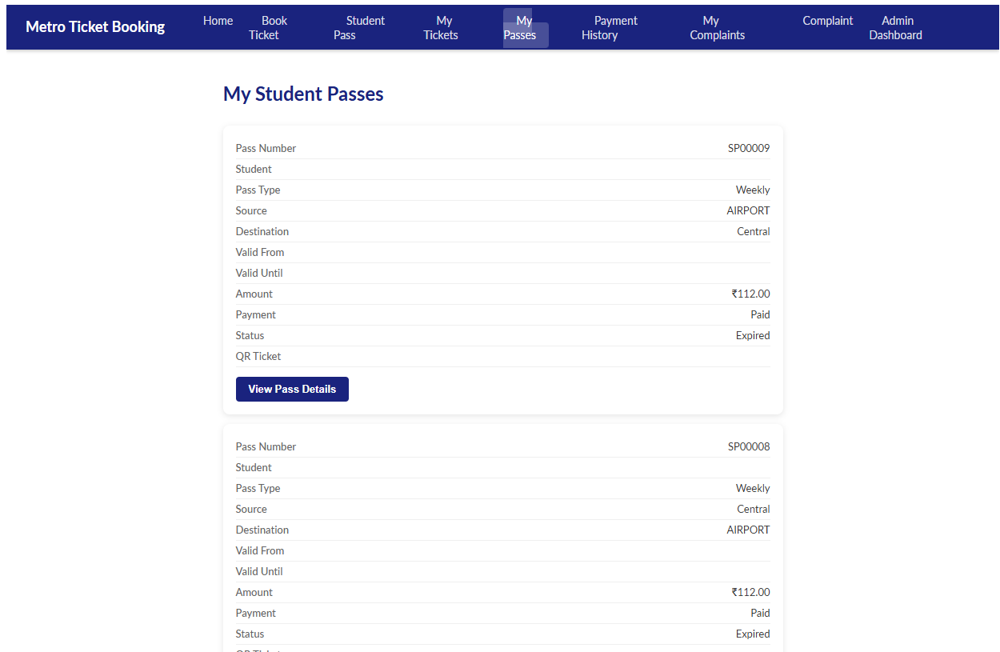 Metro Ticket Booking
Home
Book
Ticket
Student
Pass
My
Tickets
My
Passes
Payment
History
My
Complaints
Complaint
Admin
Dashboard
My Student Passes
Pass Number SP00009
Student
Pass Type Weekly
Source AIRPORT
Destination Central
Valid From
Valid Until
Amount ₹112.00
Payment Paid
Status Expired
QR Ticket
View Pass Details
Pass Number SP00008
Student
Pass Type Weekly
Source Central
Destination AIRPORT
Valid From
Valid Until
Amount ₹112.00
Payment Paid
Status Expired